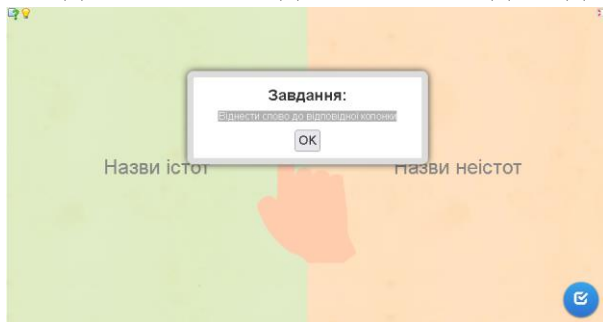 Завдання:
Віднести слово до відповідної колонки
OK
Назви істот
Назви неістот